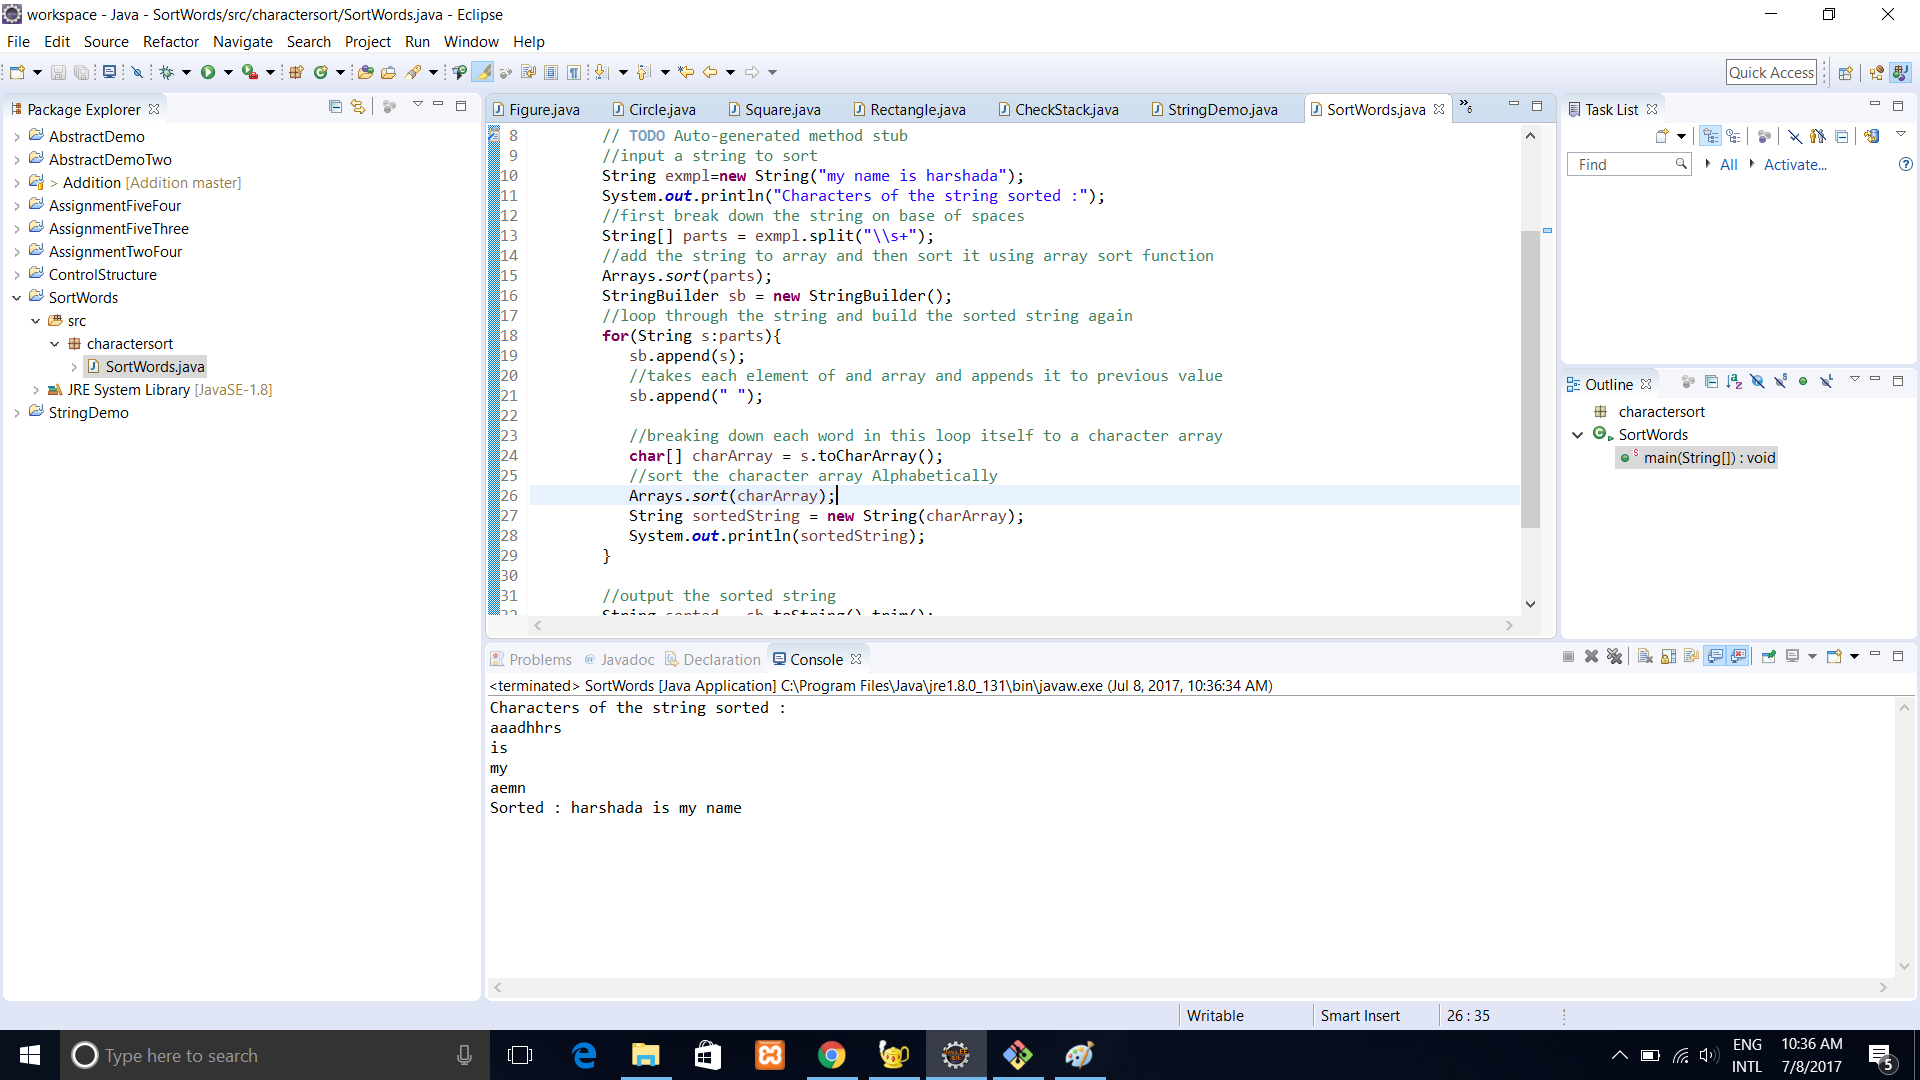 workspace - Java - SortWords/src/charactersort/SortWords.java - Eclipse
File Edit Source Refactor Navigate Search Project Run Window Help
Quick Access
Package Explorer
AbstractDemo
AbstractDemoTwo
> Addition [Addition master]
AssignmentFiveFour
AssignmentFiveThree
AssignmentTwoFour
ControlStructure
SortWords
src
charactersort
SortWords.java
JRE System Library [JavaSE-1.8]
StringDemo
Figure.java Circle.java Square.java Rectangle.java CheckStack.java StringDemo.java SortWords.java »6
8 // TODO Auto-generated method stub
9 //input a string to sort
10 String exmpl=new String("my name is harshada");
11 System.out.println("Characters of the string sorted :");
12 //first break down the string on base of spaces
13 String[] parts = exmpl.split("\\s+");
14 //add the string to array and then sort it using array sort function
15 Arrays.sort(parts);
16 StringBuilder sb = new StringBuilder();
17 //loop through the string and build the sorted string again
18 for(String s:parts){
19 sb.append(s);
20 //takes each element of and array and appends it to previous value
21 sb.append(" ");
22
23 //breaking down each word in this loop itself to a character array
24 char[] charArray = s.toCharArray();
25 //sort the character array Alphabetically
26 Arrays.sort(charArray);
27 String sortedString = new String(charArray);
28 System.out.println(sortedString);
29 }
30
31 //output the sorted string
32 String sorted = sb.toString().trim();
Task List
Find All Activate...
Outline
charactersort
SortWords
main(String[]) : void
Problems @ Javadoc Declaration Console
<terminated> SortWords [Java Application] C:\Program Files\Java\jre1.8.0_131\bin\javaw.exe (Jul 8, 2017, 10:36:34 AM)
Characters of the string sorted :
aaadhhrs
is
my
aemn
Sorted : harshada is my name
Writable Smart Insert 26 : 35
Type here to search
ENG
INTL
10:36 AM
7/8/2017
5